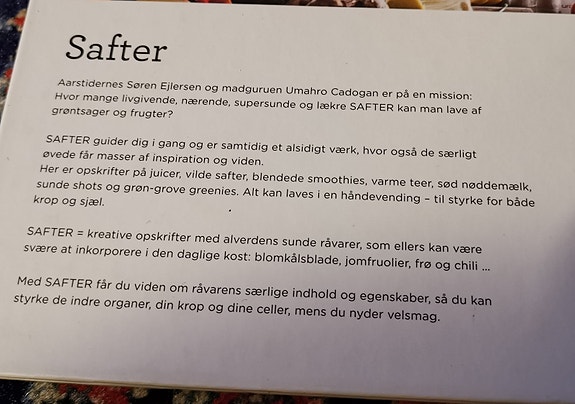 Safter
Aarstidernes Søren Ejlersen og madguruen Umahro Cadogan er på en mission:
Hvor mange livgivende, nærende, supersunde og lækre SAFTER kan man lave af
grøntsager og frugter?
SAFTER guider dig i gang og er samtidig et alsidigt værk, hvor også de særligt
øvede får masser af inspiration og viden.
Her er opskrifter på juicer, vilde safter, blendede smoothies, varme teer, sød nøddemælk,
sunde shots og grøn-grove greenies. Alt kan laves i en håndevending – til styrke for både
krop og sjæl.
SAFTER = kreative opskrifter med alverdens sunde råvarer, som ellers kan være
svære at inkorporere i den daglige kost: blomkålsblade, jomfruolier, frø og chili ...
Med SAFTER får du viden om råvarens særlige indhold og egenskaber, så du kan
styrke de indre organer, din krop og dine celler, mens du nyder velsmag.